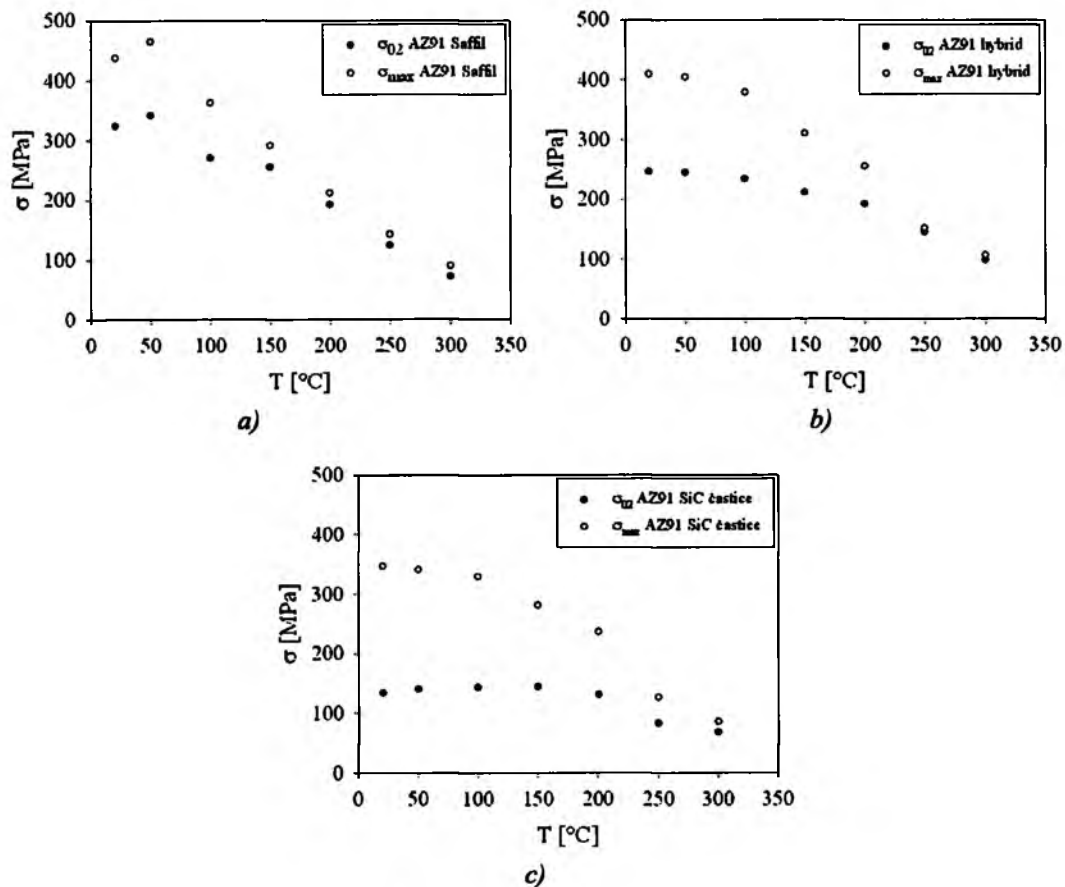 500
400
300
200
100
0
σ [MPa]
σ02 AZ91 Saffil
σmax AZ91 Saffil
0 50 100 150 200 250 300 350
T [°C]
a)
500
400
300
200
100
0
σ [MPa]
σ02 AZ91 hybrid
σmax AZ91 hybrid
0 50 100 150 200 250 300 350
T [°C]
b)
500
400
300
200
100
0
σ [MPa]
σ02 AZ91 SiC častice
σmax AZ91 SiC častice
0 50 100 150 200 250 300 350
T [°C]
c)